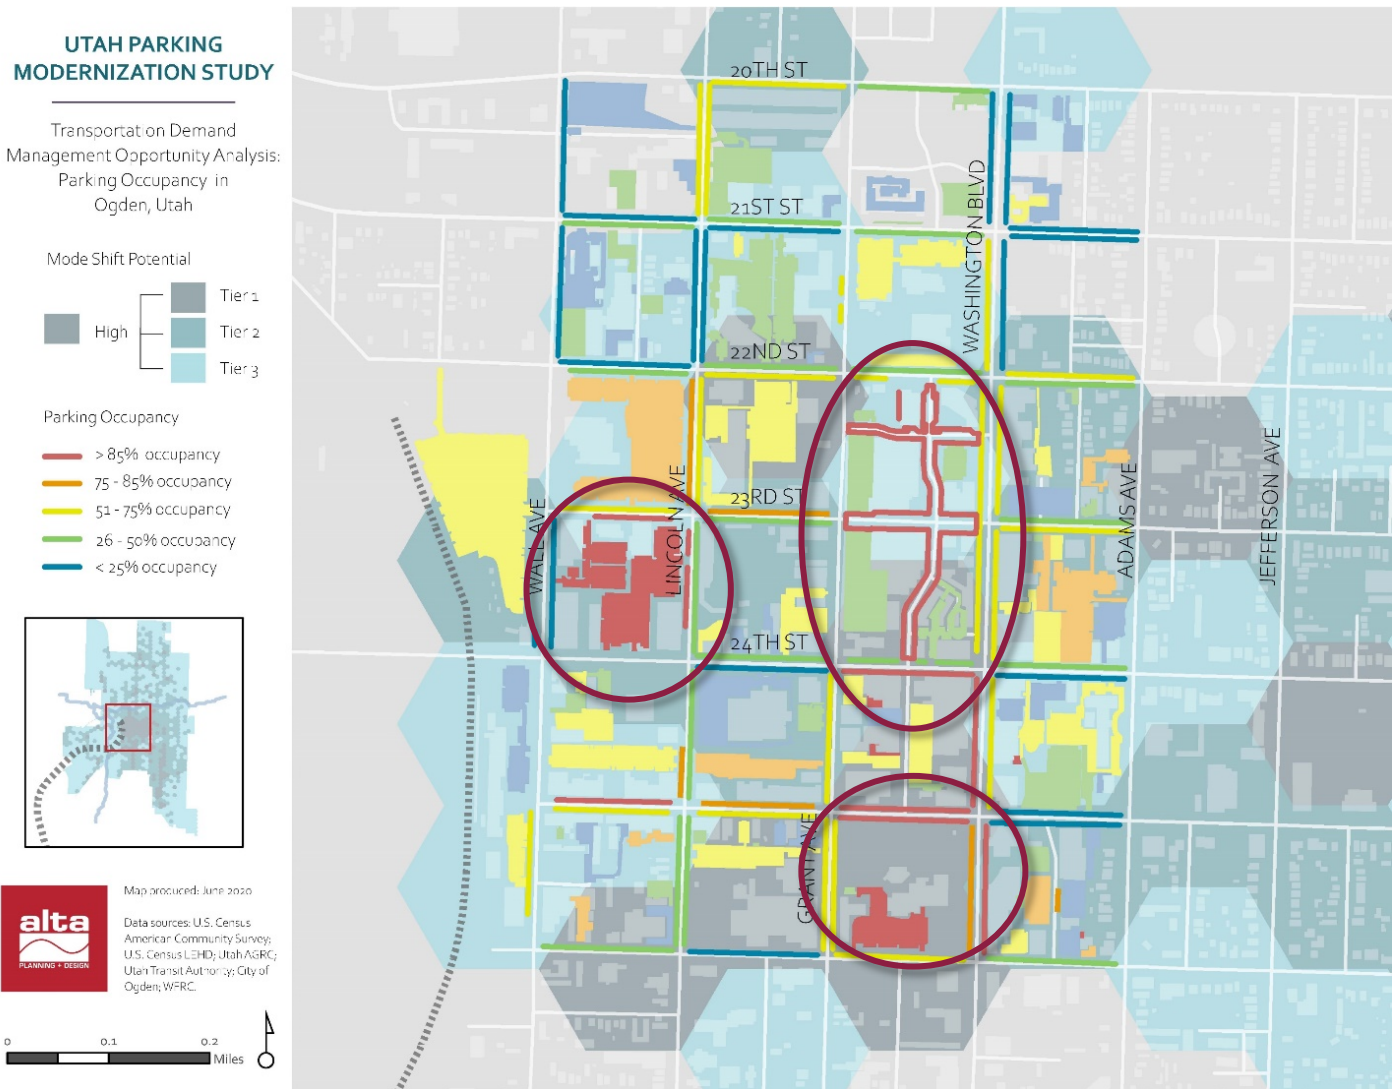 UTAH PARKING
MODERNIZATION STUDY
Transportation Demand
Management Opportunity Analysis:
Parking Occupancy in
Ogden, Utah
Mode Shift Potential
High
Tier 1
Tier 2
Tier 3
Parking Occupancy
> 85% occupancy
75 - 85% occupancy
51 - 75% occupancy
26 - 50% occupancy
< 25% occupancy
alta
PLANNING + DESIGN
Map produced: June 2020
Data sources: U.S. Census
American Community Survey;
U.S. Census LEHD; Utah AGRC;
Utah Transit Authority; City of
Ogden; WFRC.
0
0.1
0.2
Miles
20TH ST
21ST ST
WASHINGTON BLVD
22ND ST
23RD ST
WALL AVE
LINCOLN AVE
ADAMS AVE
JEFFERSON AVE
24TH ST
GRANT AVE